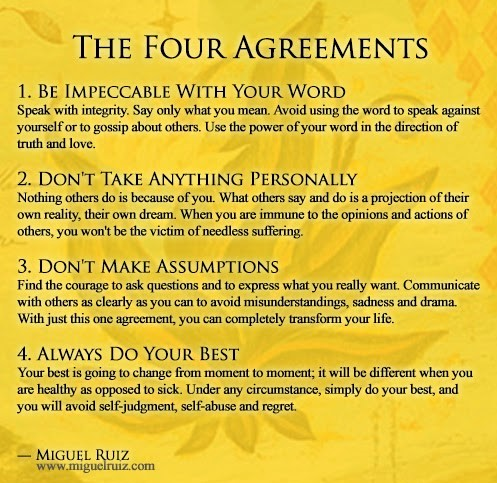 The Four Agreements
1. Be Impeccable With Your Word
Speak with integrity. Say only what you mean. Avoid using the word to speak against
yourself or to gossip about others. Use the power of your word in the direction of
truth and love.
2. Don't Take Anything Personally
Nothing others do is because of you. What others say and do is a projection of their
own reality, their own dream. When you are immune to the opinions and actions of
others, you won't be the victim of needless suffering.
3. Don't Make Assumptions
Find the courage to ask questions and to express what you really want. Communicate
with others as clearly as you can to avoid misunderstandings, sadness and drama.
With just this one agreement, you can completely transform your life.
4. Always Do Your Best
Your best is going to change from moment to moment; it will be different when you
are healthy as opposed to sick. Under any circumstance, simply do your best, and
you will avoid self-judgment, self-abuse and regret.
— Miguel Ruiz
www.miguelruiz.com